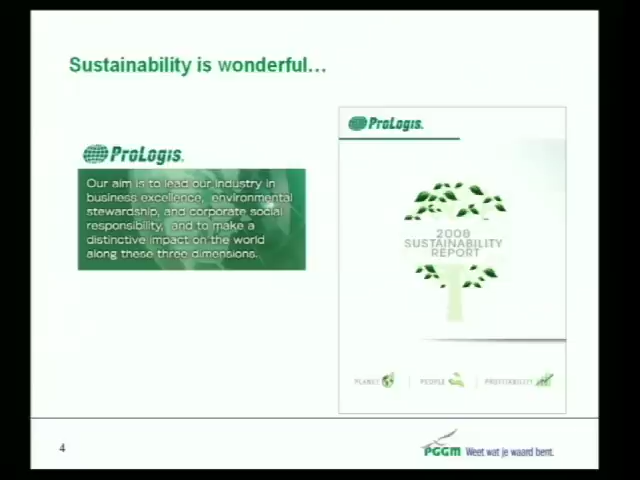 Sustainability is wonderful...
ProLogis.
Our aim is to lead our industry in
business excellence, environmental
stewardship, and corporate social
responsibility, and to make a
distinctive impact on the world
along these three dimensions.
ProLogis.
2008
SUSTAINABILITY
REPORT
PLANET
PEOPLE
PROFITABILITY
4
PGGM Weet wat je waard bent.